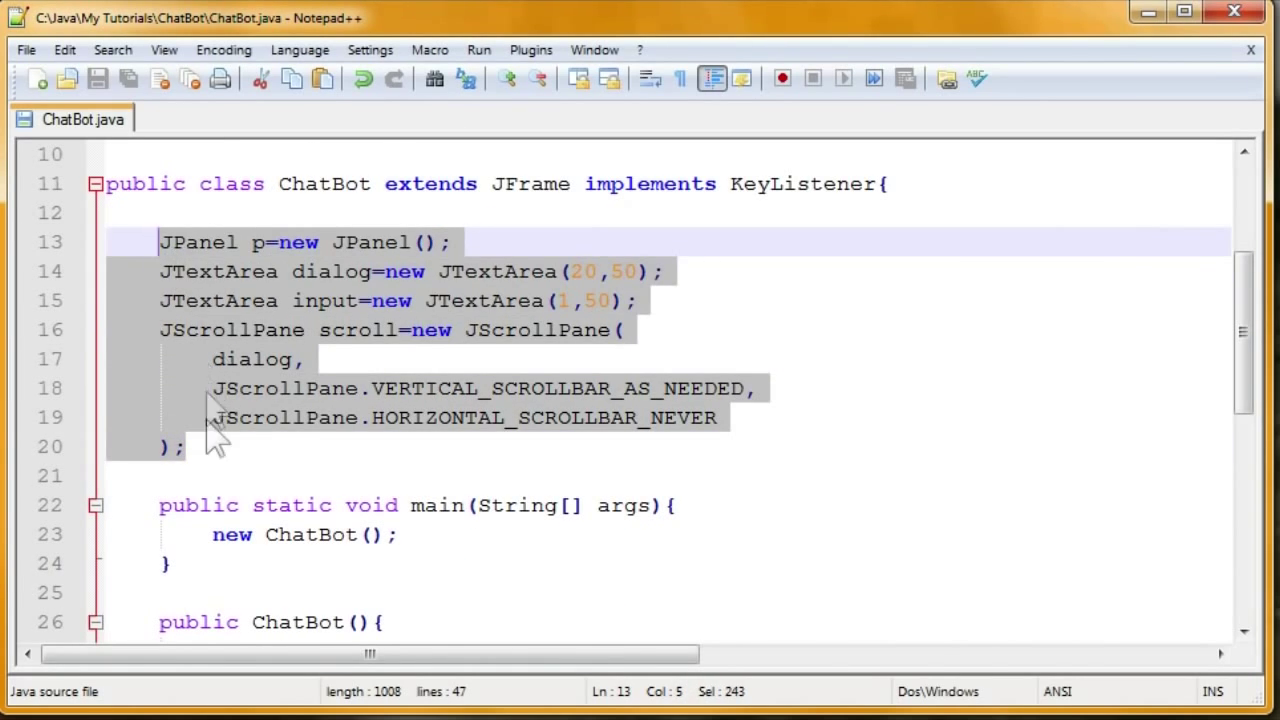 C:\Java\My Tutorials\ChatBot\ChatBot.java - Notepad++
File Edit Search View Encoding Language Settings Macro Run Plugins Window ? X
ABC
ChatBot.java
10
11 public class ChatBot extends JFrame implements KeyListener{
12
13 JPanel p=new JPanel();
14 JTextArea dialog=new JTextArea(20,50);
15 JTextArea input=new JTextArea(1,50);
16 JScrollPane scroll=new JScrollPane(
17 dialog,
18 JScrollPane.VERTICAL_SCROLLBAR_AS_NEEDED,
19 JScrollPane.HORIZONTAL_SCROLLBAR_NEVER
20 );
21
22 public static void main(String[] args){
23 new ChatBot();
24 }
25
26 public ChatBot(){
Java source file length : 1008 lines : 47 Ln : 13 Col : 5 Sel : 243 Dos\Windows ANSI INS